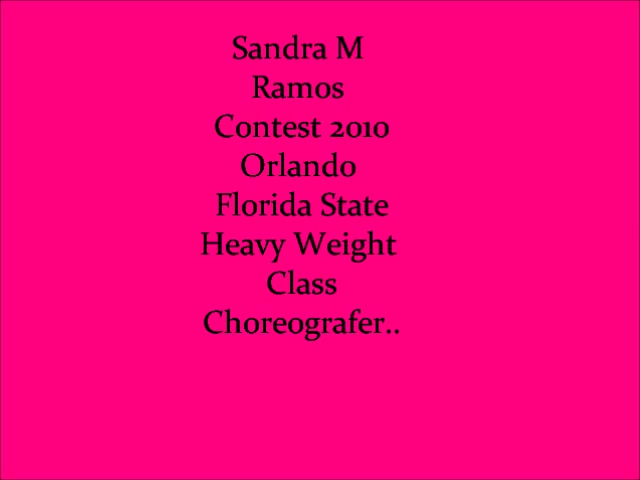 Sandra M
Ramos
Contest 2010
Orlando
Florida State
Heavy Weight
Class
Choreografer..